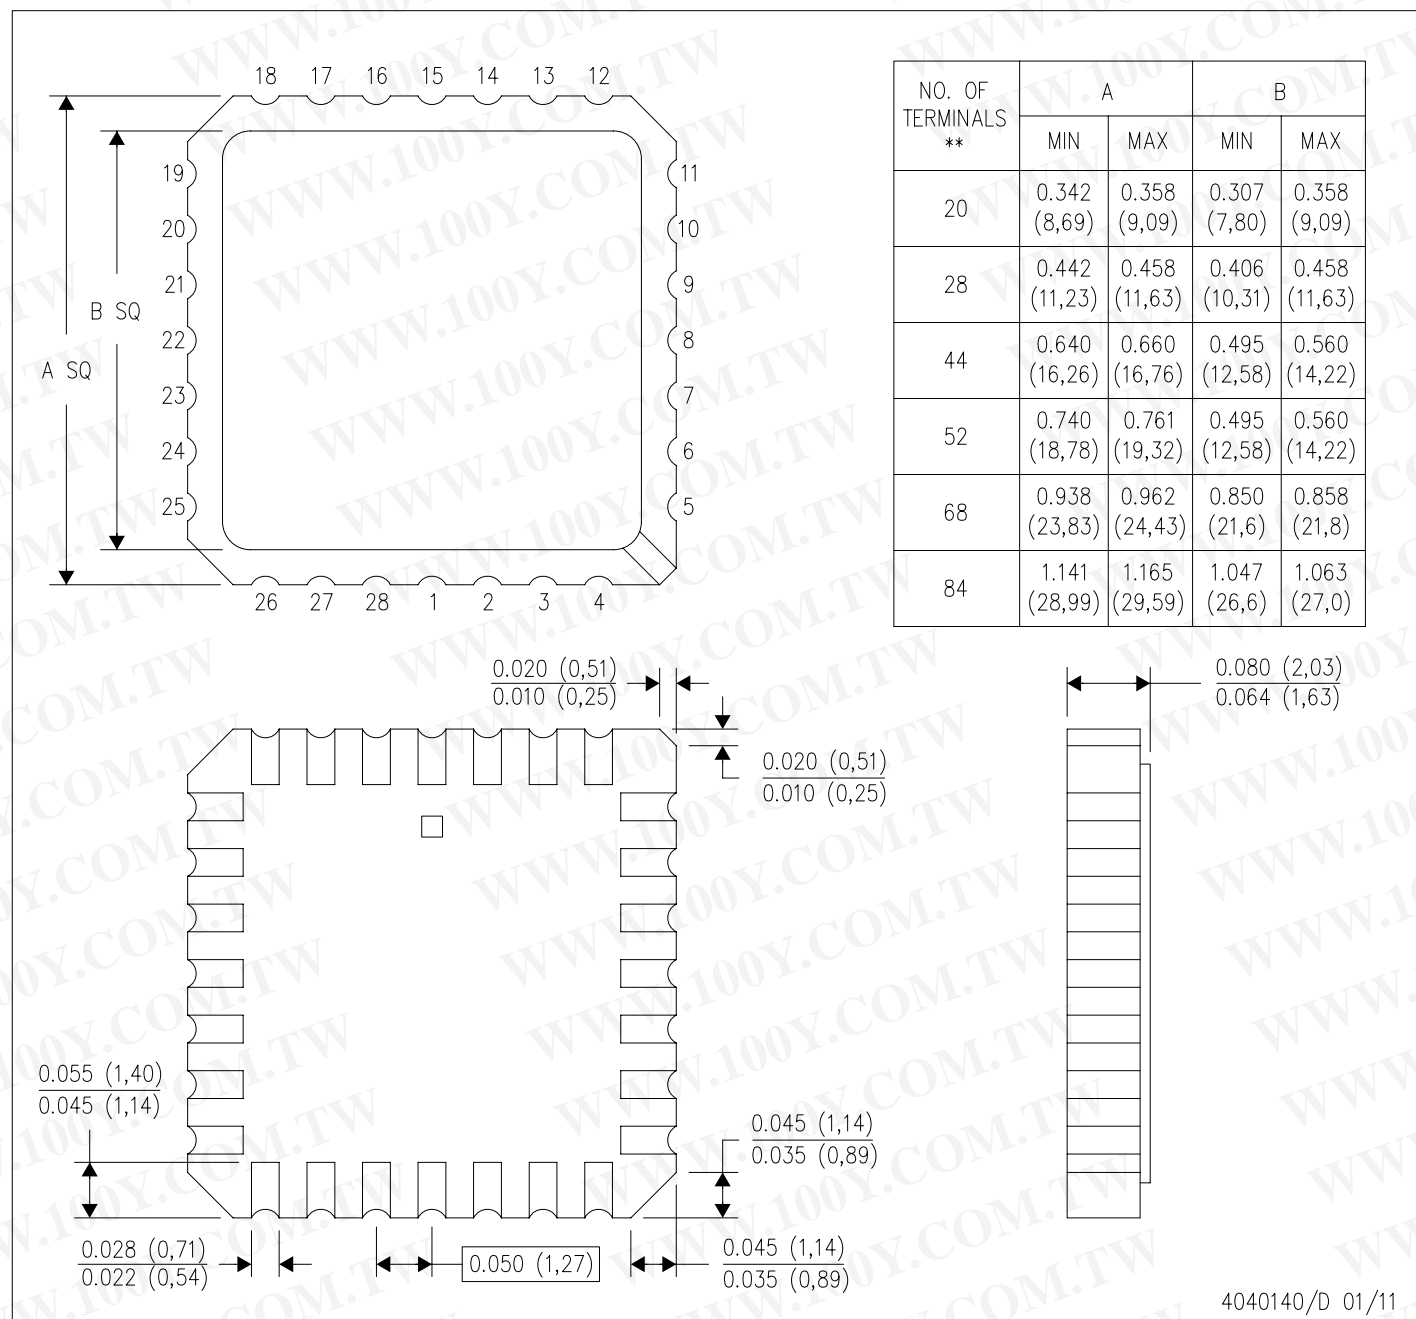 18 17 16 15 14 13 12
19
20
21
22
23
24
25
11
10
9
8
7
6
5
26 27 28 1 2 3 4
B SQ
A SQ
NO. OF TERMINALS ** A B
MIN MAX MIN MAX
20 0.342 (8,69) 0.358 (9,09) 0.307 (7,80) 0.358 (9,09)
28 0.442 (11,23) 0.458 (11,63) 0.406 (10,31) 0.458 (11,63)
44 0.640 (16,26) 0.660 (16,76) 0.495 (12,58) 0.560 (14,22)
52 0.740 (18,78) 0.761 (19,32) 0.495 (12,58) 0.560 (14,22)
68 0.938 (23,83) 0.962 (24,43) 0.850 (21,6) 0.858 (21,8)
84 1.141 (28,99) 1.165 (29,59) 1.047 (26,6) 1.063 (27,0)
0.020 (0,51)
0.010 (0,25)
0.080 (2,03)
0.064 (1,63)
0.020 (0,51)
0.010 (0,25)
0.055 (1,40)
0.045 (1,14)
0.045 (1,14)
0.035 (0,89)
0.028 (0,71)
0.022 (0,54)
0.050 (1,27)
0.045 (1,14)
0.035 (0,89)
4040140/D 01/11
WWW.100Y.COM.TW